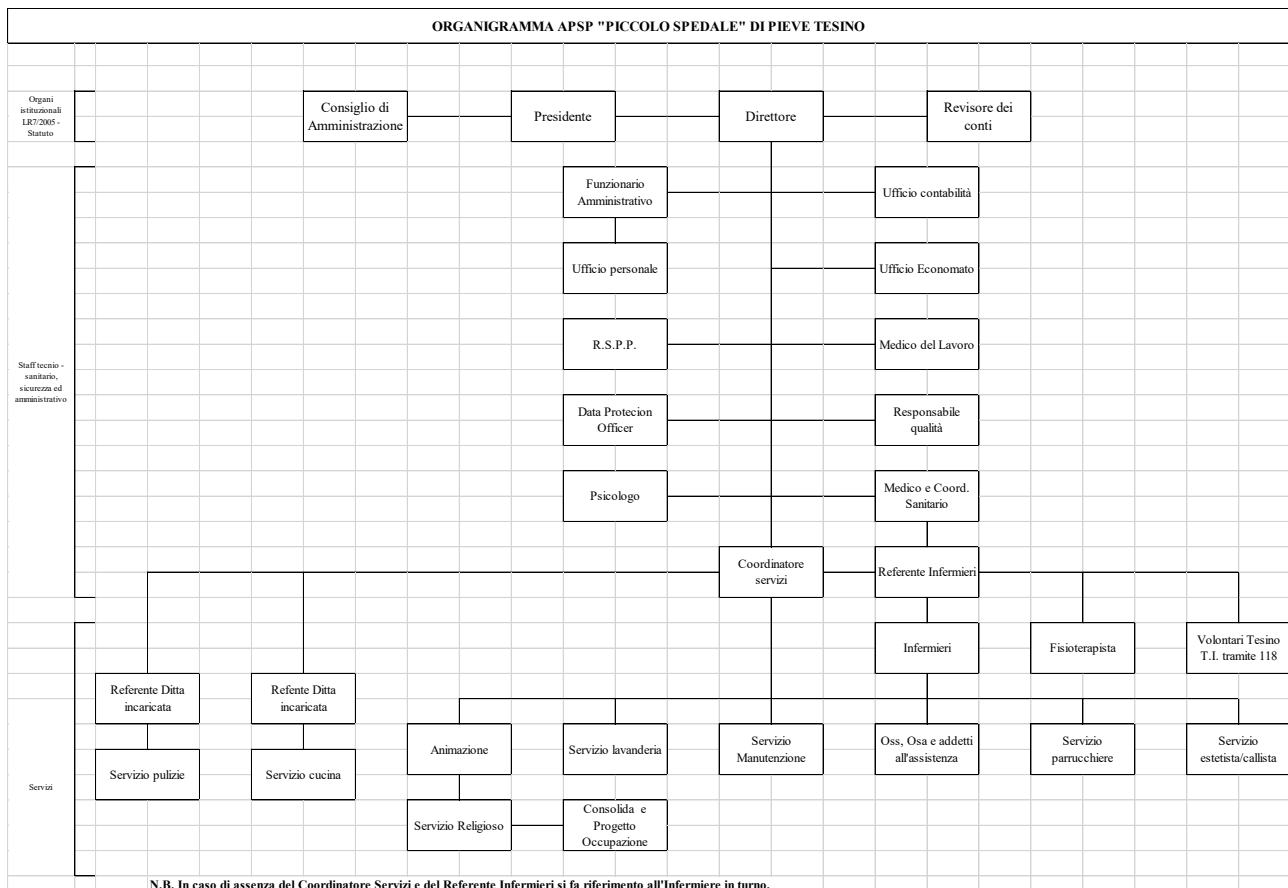 ORGANIGRAMMA APSP "PICCOLO SPEDALE" DI PIEVE TESINO
Organi
istituzionali
LR7/2005 -
Statuto
Consiglio di
Amministrazione
Presidente
Direttore
Revisore dei
conti
Staff tecnio -
sanitario,
sicurezza ed
amministrativo
Funzionario
Amministrativo
Ufficio contabilità
Ufficio personale
Ufficio Economato
R.S.P.P.
Medico del Lavoro
Data Protecion
Officer
Responsabile
qualità
Psicologo
Medico e Coord.
Sanitario
Coordinatore
servizi
Referente Infermieri
Servizi
Infermieri
Fisioterapista
Volontari Tesino
T.I. tramite 118
Referente Ditta
incaricata
Refente Ditta
incaricata
Animazione
Servizio lavanderia
Servizio
Manutenzione
Oss, Osa e addetti
all'assistenza
Servizio
parrucchiere
Servizio
estetista/callista
Servizio pulizie
Servizio cucina
Servizio Religioso
Consolida e
Progetto
Occupazione
N.B. In caso di assenza del Coordinatore Servizi e del Referente Infermieri si fa riferimento all'Infermiere in turno.